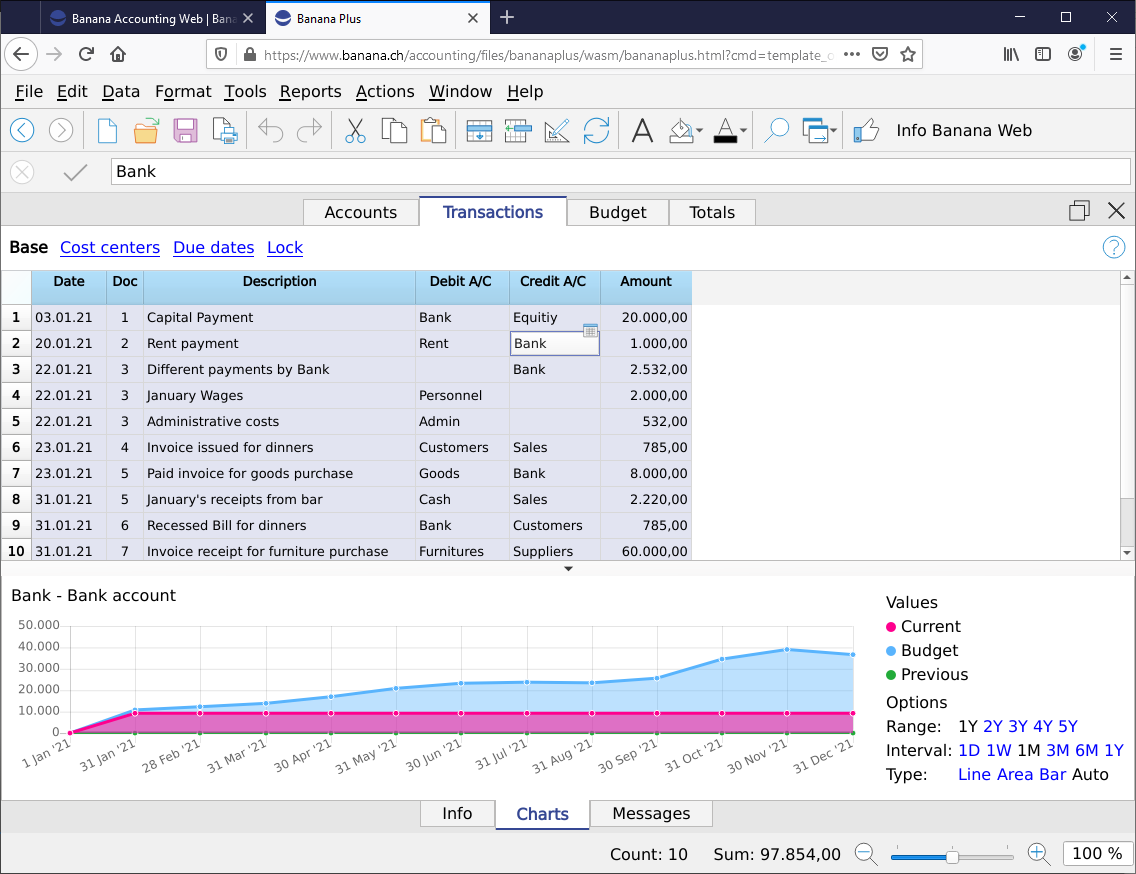 Banana Accounting Web | Bana
Banana Plus
https://www.banana.ch/accounting/files/bananaplus/wasm/bananaplus.html?cmd=template_o
File Edit Data Format Tools Reports Actions Window Help
Info Banana Web
Bank
Accounts Transactions Budget Totals
Base Cost centers Due dates Lock
Date Doc Description Debit A/C Credit A/C Amount
1 03.01.21 1 Capital Payment Bank Equitiy 20.000,00
2 20.01.21 2 Rent payment Rent Bank 1.000,00
3 22.01.21 3 Different payments by Bank Bank 2.532,00
4 22.01.21 3 January Wages Personnel 2.000,00
5 22.01.21 3 Administrative costs Admin 532,00
6 23.01.21 4 Invoice issued for dinners Customers Sales 785,00
7 23.01.21 5 Paid invoice for goods purchase Goods Bank 8.000,00
8 31.01.21 5 January's receipts from bar Cash Sales 2.220,00
9 31.01.21 6 Recessed Bill for dinners Bank Customers 785,00
10 31.01.21 7 Invoice receipt for furniture purchase Furnitures Suppliers 60.000,00
Bank - Bank account
50.000
40.000
30.000
20.000
10.000
0
1 Jan '21 31 Jan '21 28 Feb '21 31 Mar '21 30 Apr '21 31 May '21 30 Jun '21 31 Jul '21 31 Aug '21 30 Sep '21 31 Oct '21 30 Nov '21 31 Dec '21
Values
Current
Budget
Previous
Options
Range: 1Y 2Y 3Y 4Y 5Y
Interval: 1D 1W 1M 3M 6M 1Y
Type: Line Area Bar Auto
Info Charts Messages
Count: 10 Sum: 97.854,00 100 %